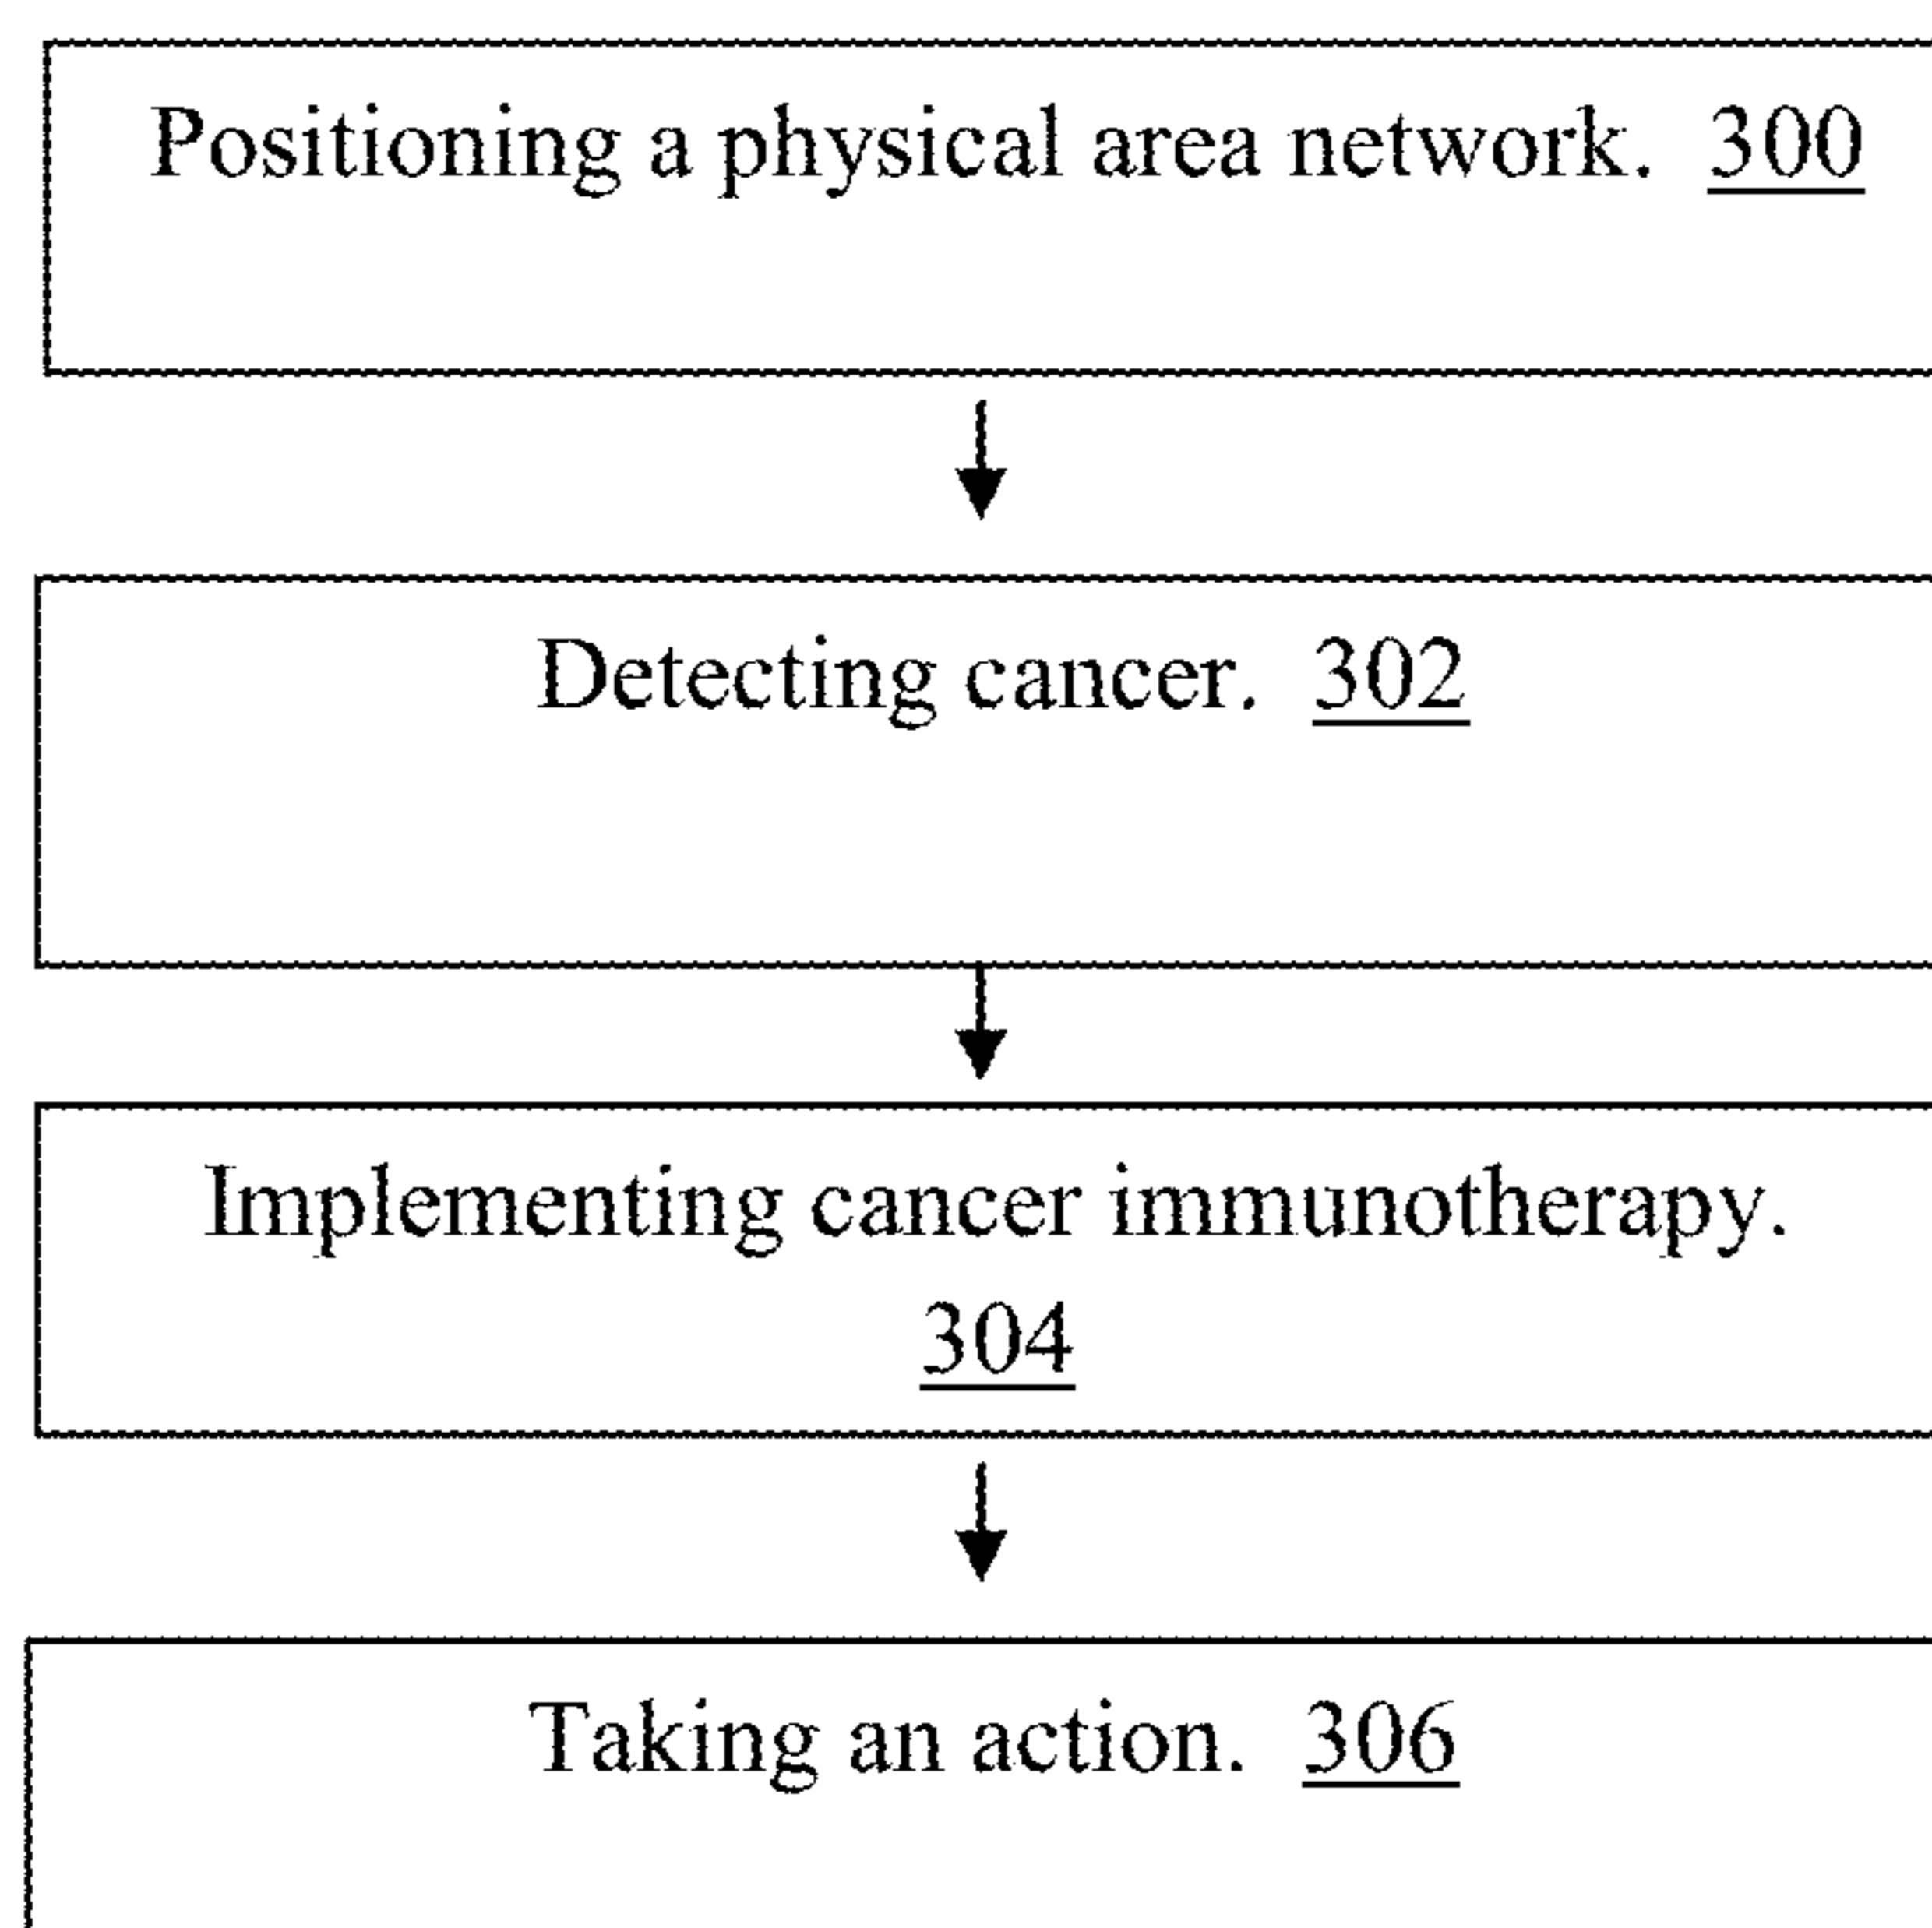 Positioning a physical area network. 300
Detecting cancer. 302
Implementing cancer immunotherapy.
304
Taking an action. 306